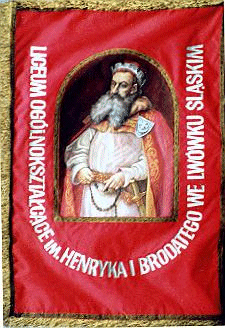 LICEUM OGÓLNOKSZTAŁCĄCE IM. HENRYKA I BRODATEGO WE LWÓWKU ŚLĄSKIM